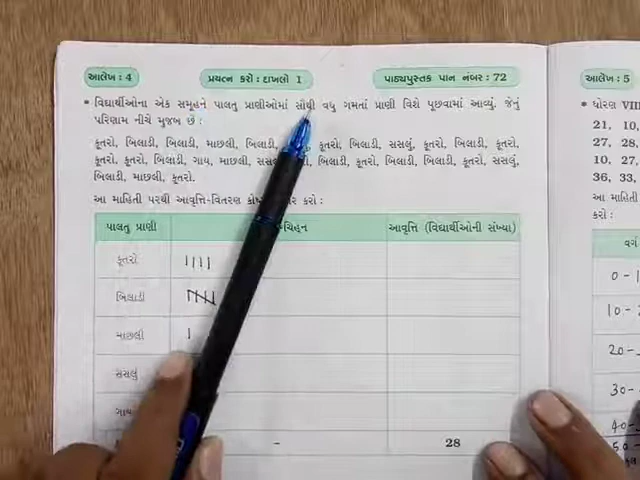 આલેખ : 4
પ્રયત્ન કરો : દાખલો 1
પાઠ્યપુસ્તક પાન નંબર : 72
• વિદ્યાર્થીઓના એક સમૂહને પાલતુ પ્રાણીઓમાં સૌથી વધુ ગમતાં પ્રાણી વિશે પૂછવામાં આવ્યું. જેનું
પરિણામ નીચે મુજબ છે :
કૂતરો, બિલાડી, બિલાડી, માછલી, બિલાડી, કૂતરો, બિલાડી, સસલું, કૂતરો, બિલાડી, કૂતરો,
કૂતરો, કૂતરો, બિલાડી, ગાય, માછલી, બિલાડી, કૂતરો, બિલાડી, બિલાડી, કૂતરો, સસલું,
બિલાડી, માછલી, કૂતરો.
આ માહિતી પરથી આવૃત્તિ-વિતરણ કરો :
પાલતુ પ્રાણી આવૃત્તિ (વિદ્યાર્થીઓની સંખ્યા)
કૂતરો ||||
બિલાડી
માછલી |
સસલું
ગાય
- 28
આલેખ : 5
• ધોરણ VIII
21, 10,
27, 28,
10, 27,
36, 33,
આ માહિતી
કરો :
વર્ગ
0 -
10 -
20 -
30 -
40 -
50 -